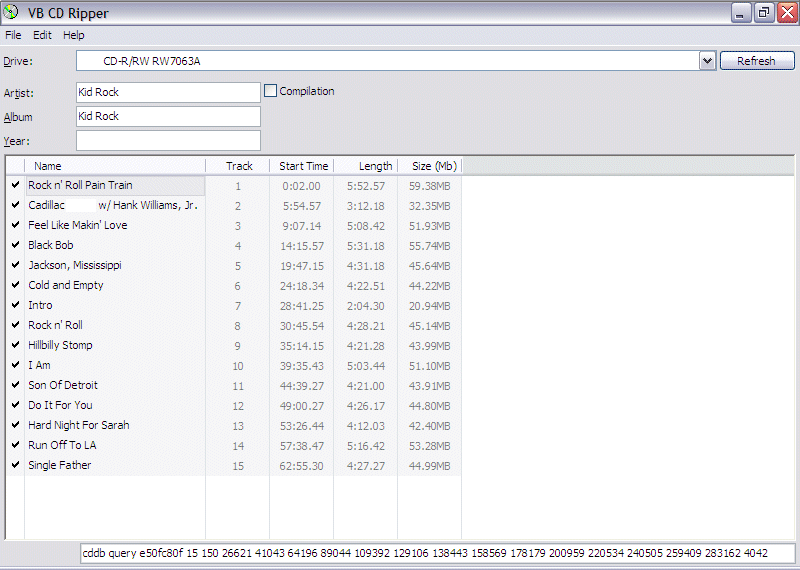 VB CD Ripper
File Edit Help
Drive: CD-R/RW RW7063A Refresh
Artist: Kid Rock Compilation
Album Kid Rock
Year:
Name Track Start Time Length Size (Mb)
Rock n' Roll Pain Train 1 0:02.00 5:52.57 59.38MB
Cadillac w/ Hank Williams, Jr. 2 5:54.57 3:12.18 32.35MB
Feel Like Makin' Love 3 9:07.14 5:08.42 51.93MB
Black Bob 4 14:15.57 5:31.18 55.74MB
Jackson, Mississippi 5 19:47.15 4:31.18 45.64MB
Cold and Empty 6 24:18.34 4:22.51 44.22MB
Intro 7 28:41.25 2:04.30 20.94MB
Rock n' Roll 8 30:45.54 4:28.21 45.14MB
Hillbilly Stomp 9 35:14.15 4:21.28 43.99MB
I Am 10 39:35.43 5:03.44 51.10MB
Son Of Detroit 11 44:39.27 4:21.00 43.91MB
Do It For You 12 49:00.27 4:26.17 44.80MB
Hard Night For Sarah 13 53:26.44 4:12.03 42.40MB
Run Off To LA 14 57:38.47 5:16.42 53.28MB
Single Father 15 62:55.30 4:27.27 44.99MB
cddb query e50fc80f 15 150 26621 41043 64196 89044 109392 129106 138443 158569 178179 200959 220534 240505 259409 283162 4042